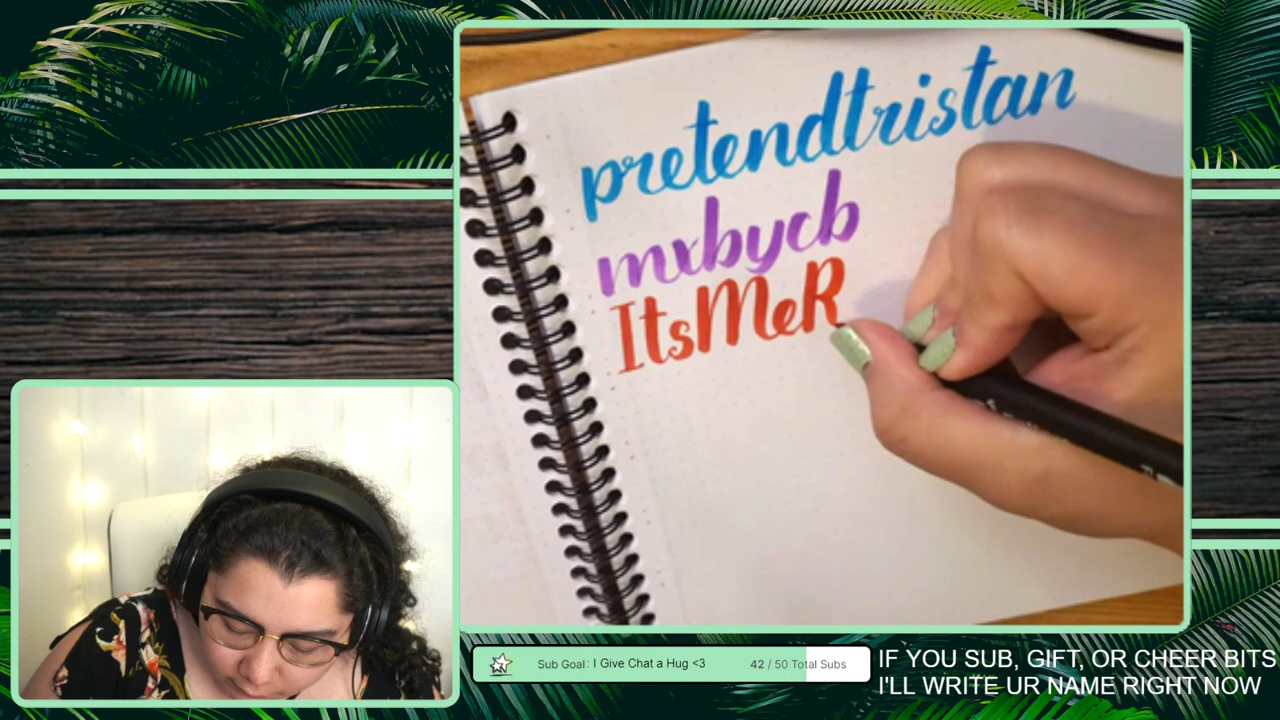 pretendtristan
mxbycb
ItsMeR
Sub Goal: I Give Chat a Hug <3 42 / 50 Total Subs
IF YOU SUB, GIFT, OR CHEER BITS
I'LL WRITE UR NAME RIGHT NOW